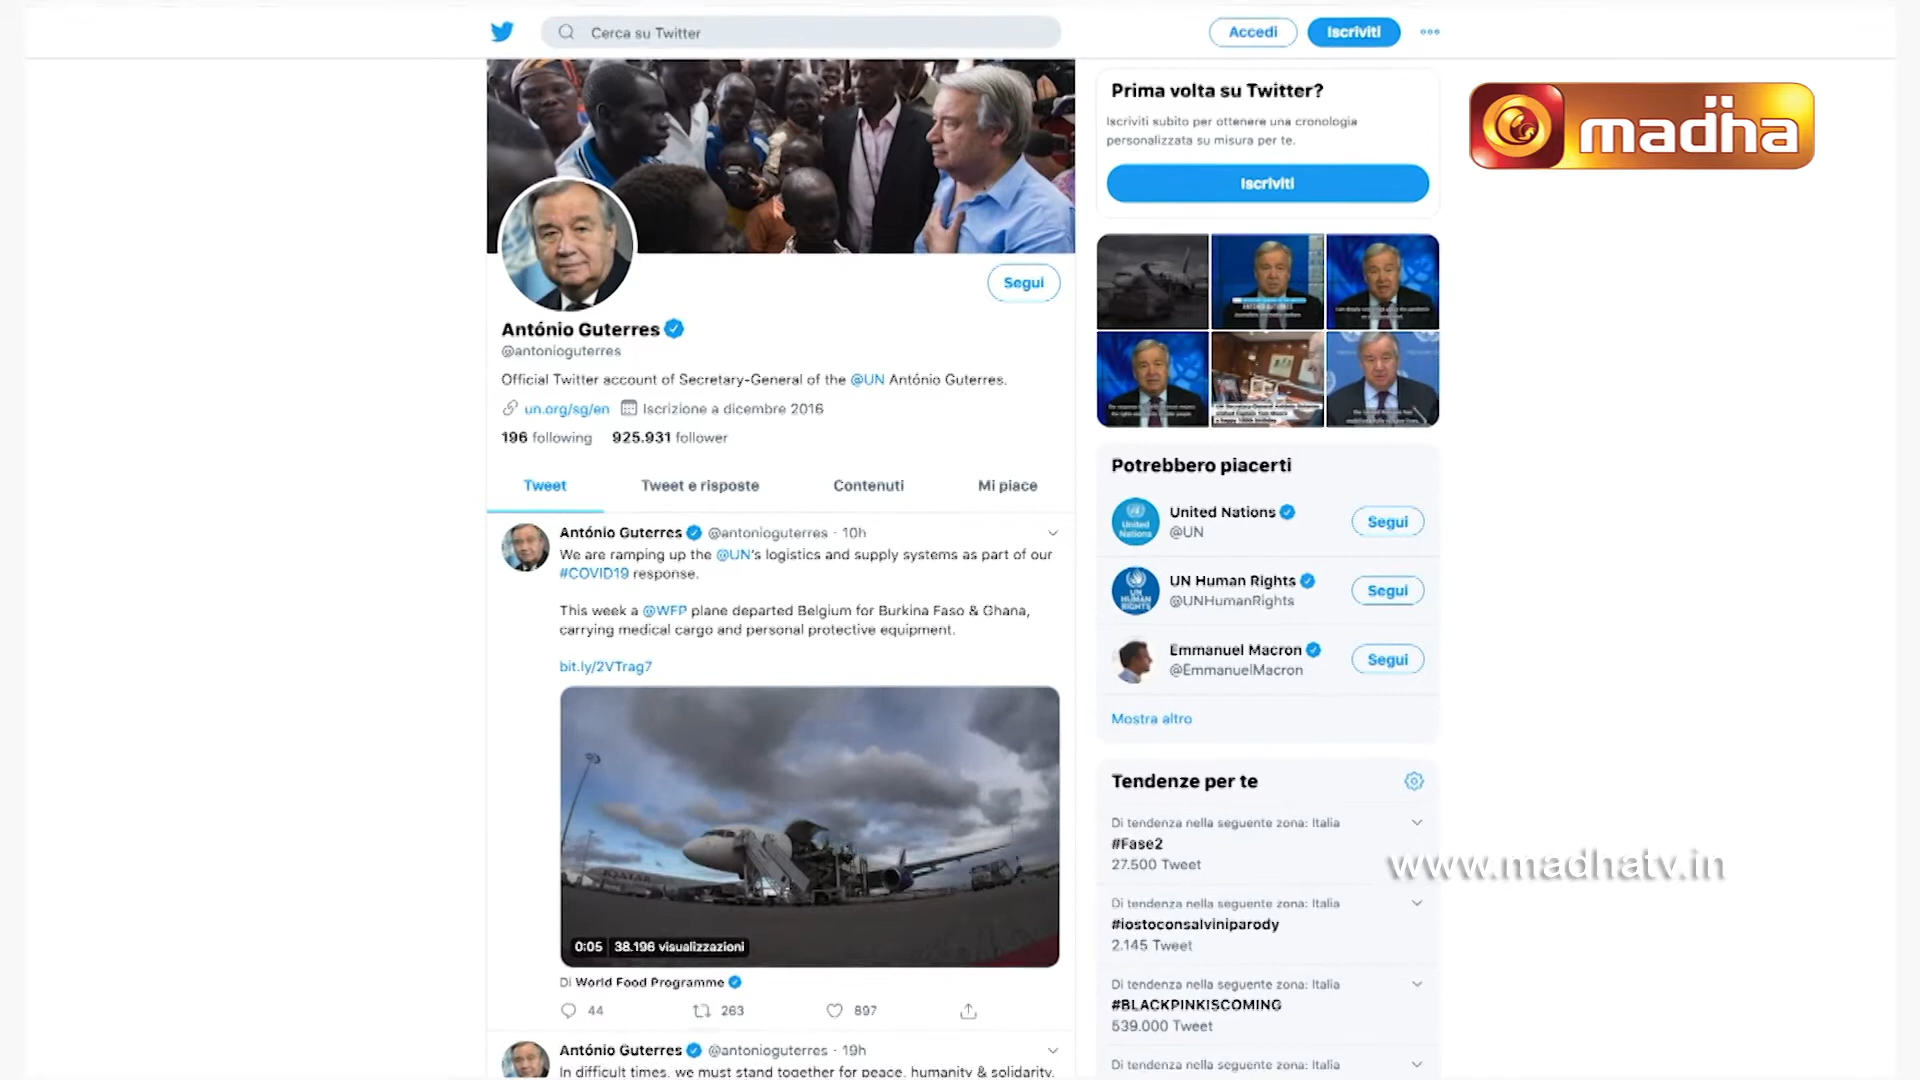 Cerca su Twitter
Accedi
Iscriviti
madha
Prima volta su Twitter?
Iscriviti subito per ottenere una cronologia
personalizzata su misura per te.
Iscriviti
Segui
António Guterres
@antonioguterres
Official Twitter account of Secretary-General of the @UN António Guterres.
un.org/sg/en Iscrizione a dicembre 2016
196 following 925.931 follower
Tweet
Tweet e risposte
Contenuti
Mi piace
António Guterres @antonioguterres · 10h
We are ramping up the @UN's logistics and supply systems as part of our
#COVID19 response.
This week a @WFP plane departed Belgium for Burkina Faso & Ghana,
carrying medical cargo and personal protective equipment.
bit.ly/2VTrag7
QATAR
0:05 38.196 visualizzazioni
Di World Food Programme
44
263
897
António Guterres @antonioguterres · 19h
In difficult times, we must stand together for peace, humanity & solidarity.
ANTÓNIO GUTERRES
Potrebbero piacerti
United Nations
United Nations
@UN
Segui
UN HUMAN RIGHTS
UN Human Rights
@UNHumanRights
Segui
Emmanuel Macron
@EmmanuelMacron
Segui
Mostra altro
Tendenze per te
Di tendenza nella seguente zona: Italia
#Fase2
27.500 Tweet
www.madhatv.in
Di tendenza nella seguente zona: Italia
#iostoconsalviniparody
2.145 Tweet
Di tendenza nella seguente zona: Italia
#BLACKPINKISCOMING
539.000 Tweet
Di tendenza nella seguente zona: Italia